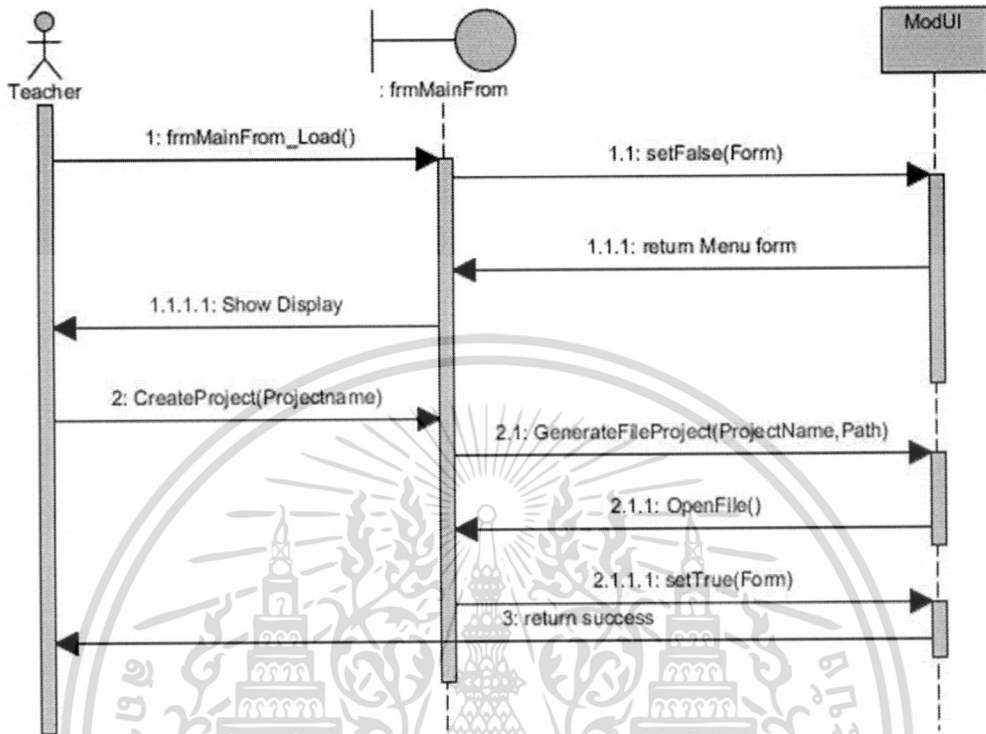 ModUI
Teacher
: frmMainFrom
1: frmMainFrom_Load()
1.1: setFalse(Form)
1.1.1: return Menu form
1.1.1.1: Show Display
2: CreateProject(Projectname)
2.1: GenerateFileProject(ProjectName,Path)
2.1.1: OpenFile()
2.1.1.1: setTrue(Form)
3: return success